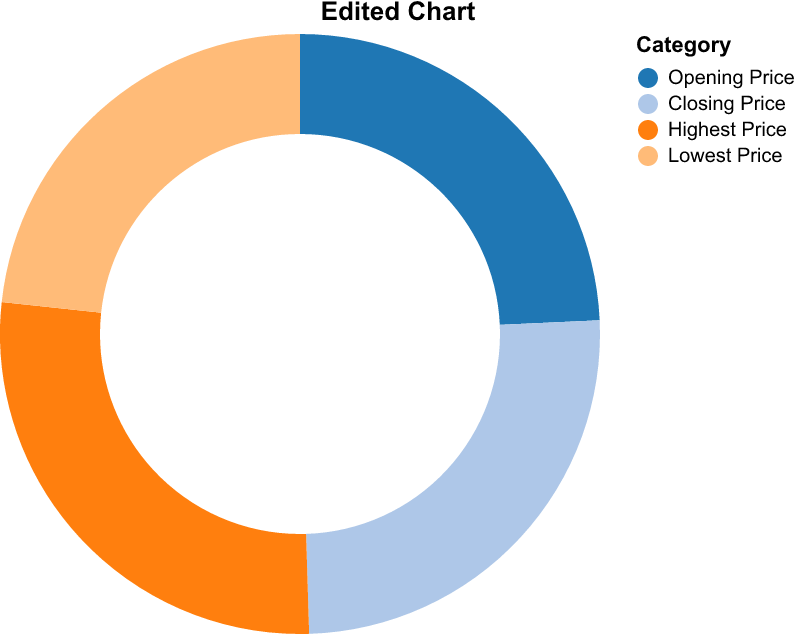 Edited Chart
Category
Opening Price
Closing Price
Highest Price
Lowest Price